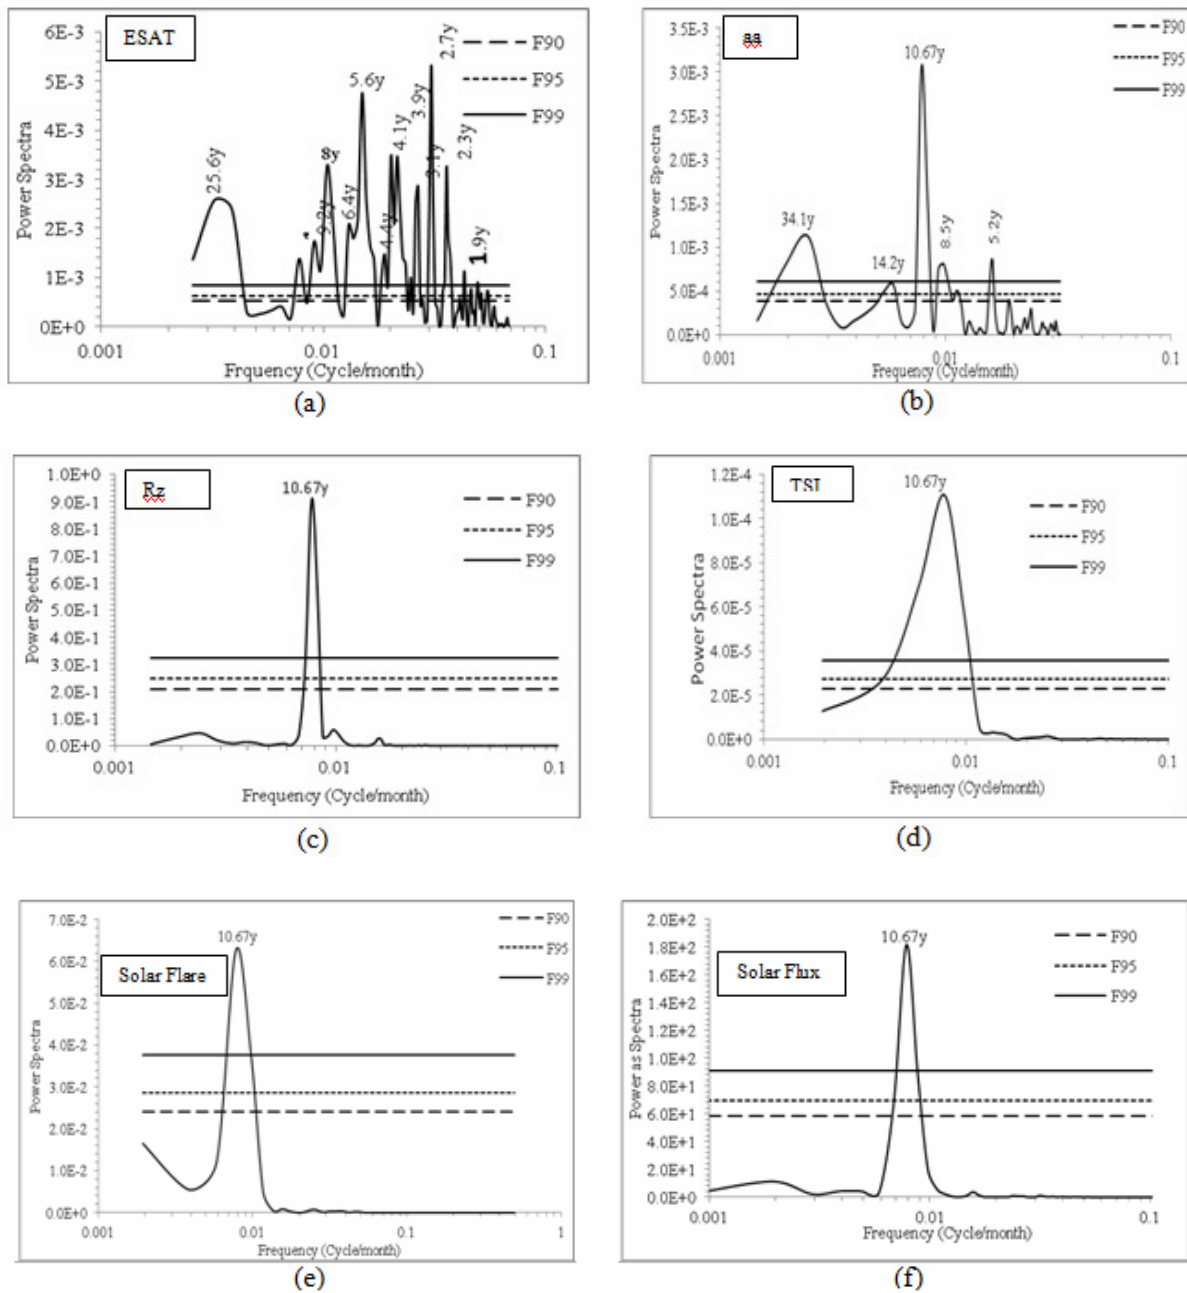 ESAT
6E-3
5E-3
4E-3
3E-3
2E-3
1E-3
0E+0
Power Spectra
F90
F95
F99
25.6y
9.2y
8y
6.4y
5.6y
4.4y
4.1y
3.9y
3.1y
2.7y
2.3y
1.9y
0.001
0.01
0.1
Frquency (Cycle/month)
(a)
aa
3.5E-3
3.0E-3
2.5E-3
2.0E-3
1.5E-3
1.0E-3
5.0E-4
0.0E+0
Power Spectra
F90
F95
F99
34.1y
14.2y
10.67y
8.5y
5.2y
0.001
0.01
0.1
Frequency (Cycle/month)
(b)
Rz
1.0E+0
9.0E-1
8.0E-1
7.0E-1
6.0E-1
5.0E-1
4.0E-1
3.0E-1
2.0E-1
1.0E-1
0.0E+0
Power Spectra
10.67y
F90
F95
F99
0.001
0.01
0.1
Frequency (Cycle/month)
(c)
TSI
1.2E-4
1.0E-4
8.0E-5
6.0E-5
4.0E-5
2.0E-5
0.0E+0
Power Spectra
10.67y
F90
F95
F99
0.001
0.01
0.1
Frequency (Cycle/month)
(d)
Solar Flare
7.0E-2
6.0E-2
5.0E-2
4.0E-2
3.0E-2
2.0E-2
1.0E-2
0.0E+0
Power Spectra
10.67y
F90
F95
F99
0.001
0.01
0.1
1
Frequency (Cycle/month)
(e)
Solar Flux
2.0E+2
1.8E+2
1.6E+2
1.4E+2
1.2E+2
1.0E+2
8.0E+1
6.0E+1
4.0E+1
2.0E+1
0.0E+0
Power as Spectra
10.67y
F90
F95
F99
0.001
0.01
0.1
Frequency (Cycle/month)
(f)